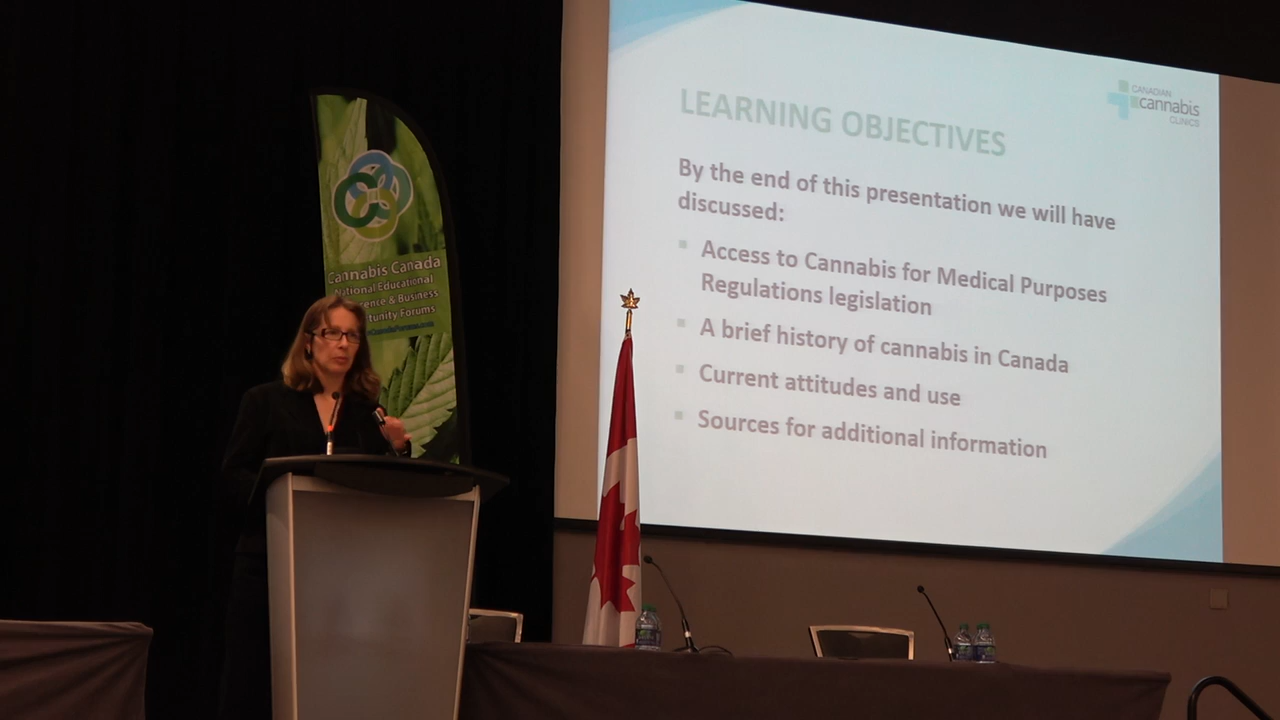 LEARNING OBJECTIVES
CANADIAN
cannabis
CLINICS
By the end of this presentation we will have
discussed:
Access to Cannabis for Medical Purposes
Regulations legislation
A brief history of cannabis in Canada
Current attitudes and use
Sources for additional information
Cannabis Canada
National Educational
& Business
Forums